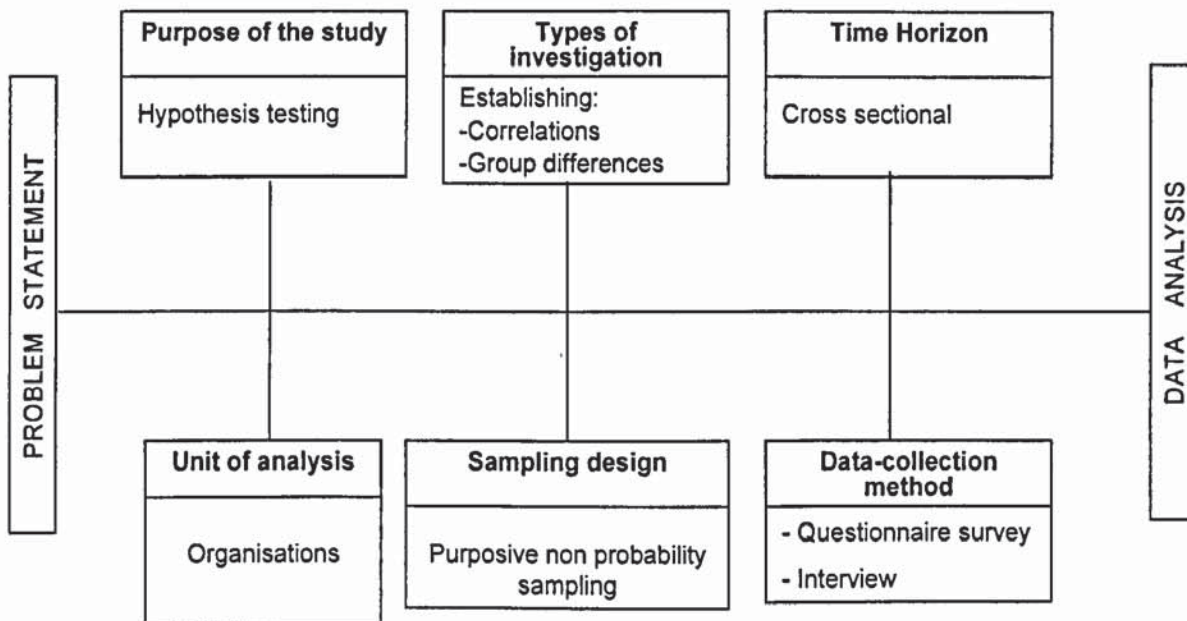 PROBLEM STATEMENT
Purpose of the study
Hypothesis testing
Types of
investigation
Establishing:
-Correlations
-Group differences
Time Horizon
Cross sectional
Unit of analysis
Organisations
Sampling design
Purposive non probability
sampling
Data-collection
method
- Questionnaire survey
- Interview
DATA ANALYSIS